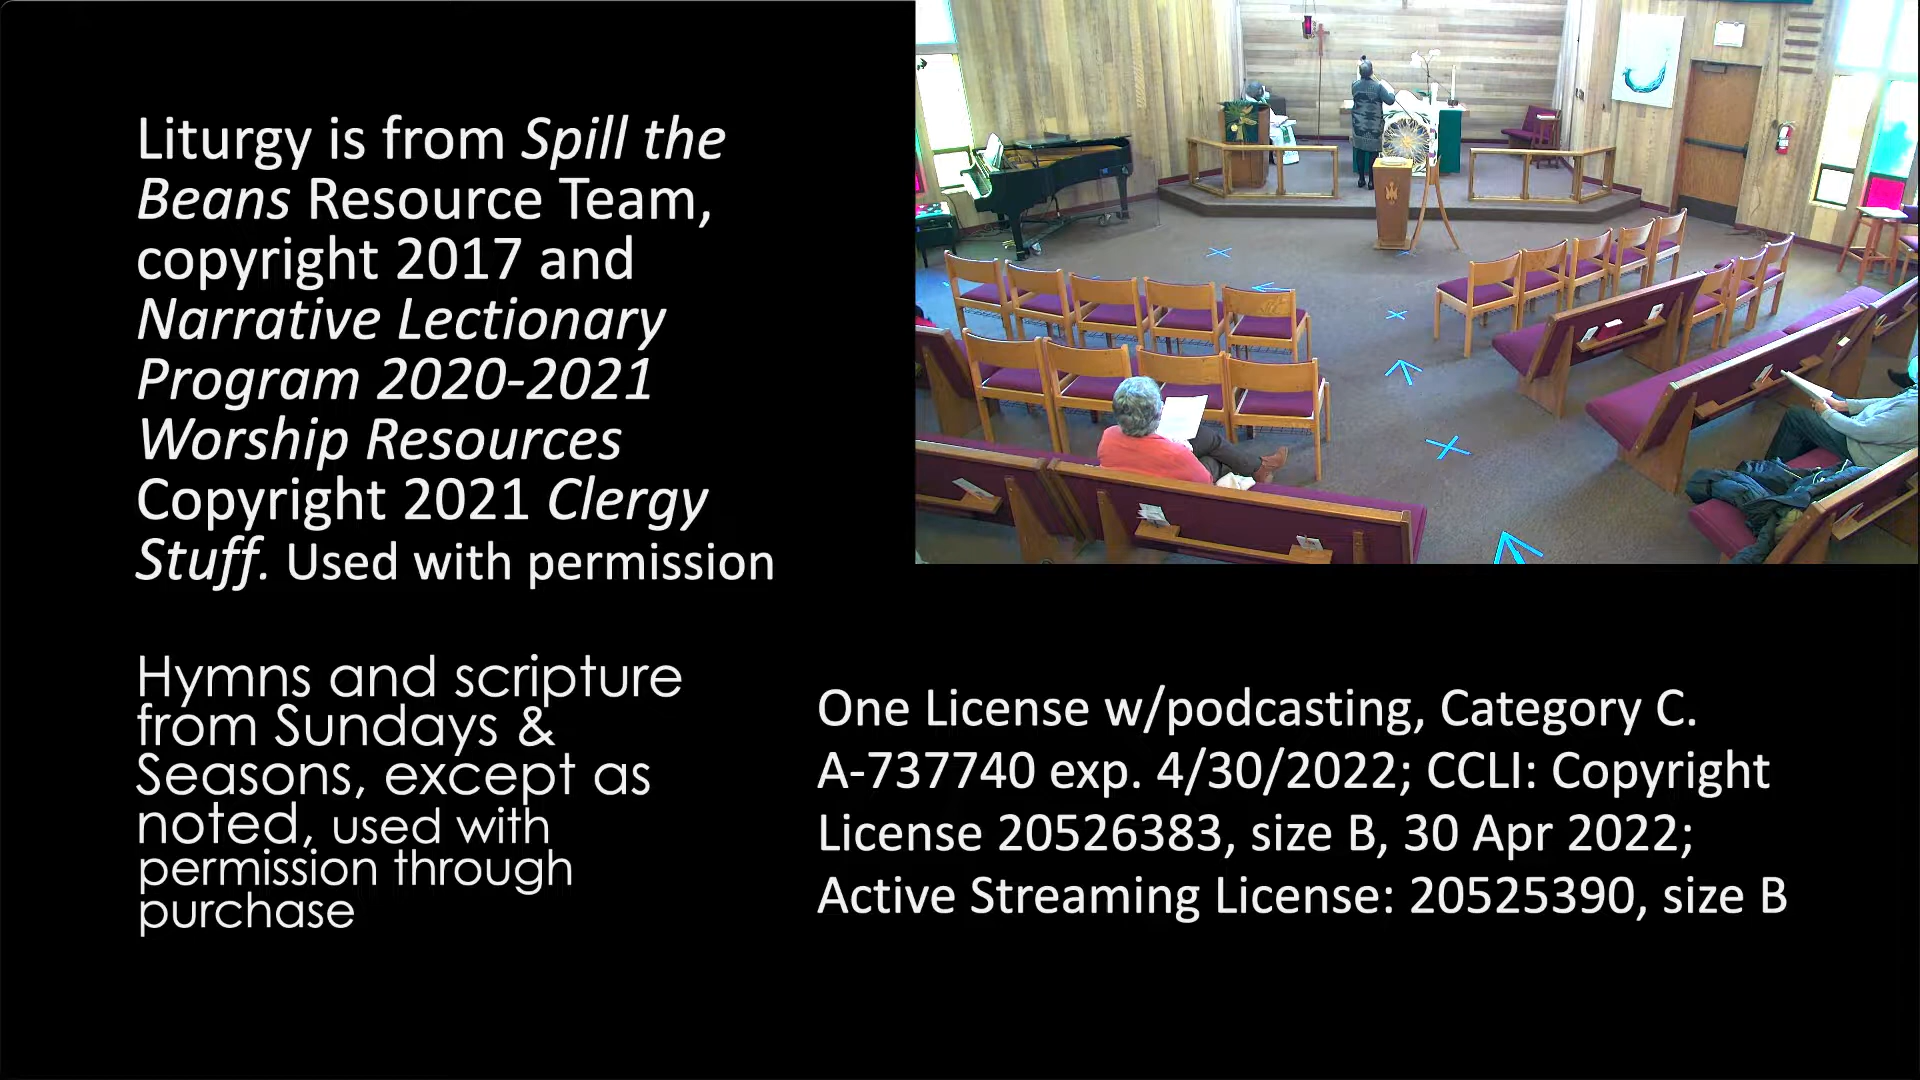 Liturgy is from Spill the
Beans Resource Team,
copyright 2017 and
Narrative Lectionary
Program 2020-2021
Worship Resources
Copyright 2021 Clergy
Stuff. Used with permission
Hymns and scripture
from Sundays &
Seasons, except as
noted, used with
permission through
purchase
One License w/podcasting, Category C.
A-737740 exp. 4/30/2022; CCLI: Copyright
License 20526383, size B, 30 Apr 2022;
Active Streaming License: 20525390, size B